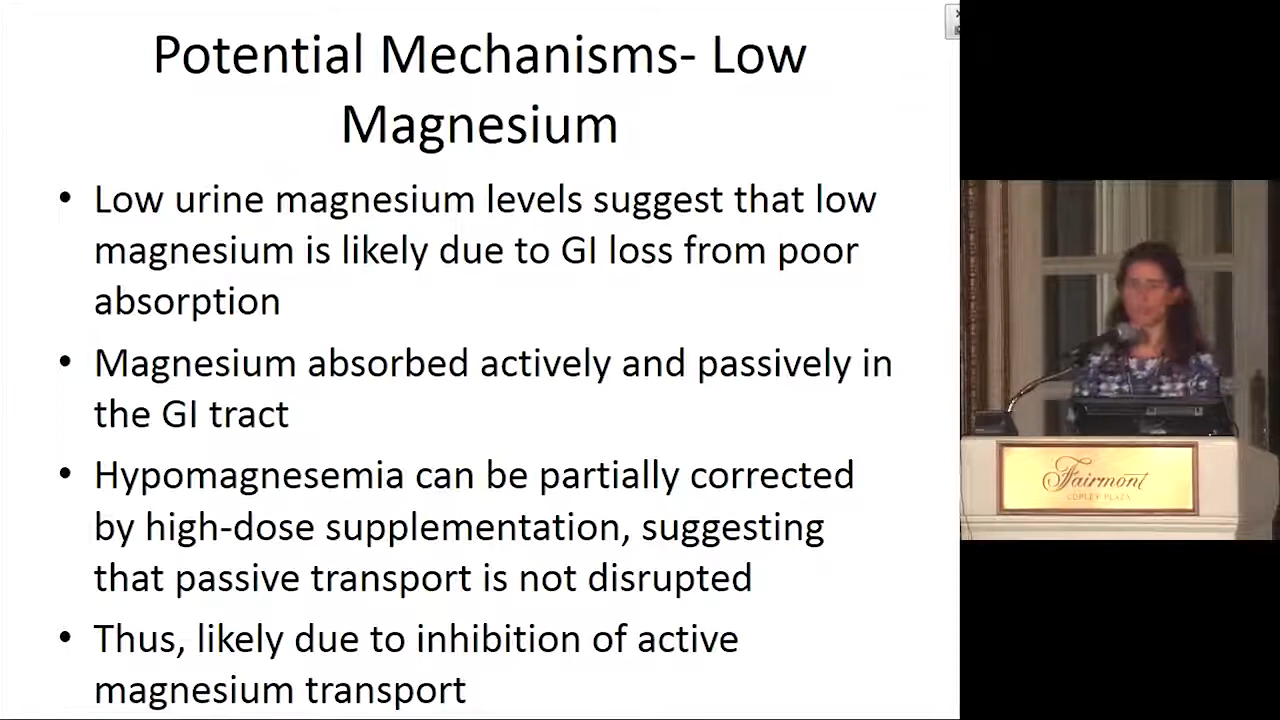 Potential Mechanisms- Low
Magnesium
• Low urine magnesium levels suggest that low
magnesium is likely due to GI loss from poor
absorption
• Magnesium absorbed actively and passively in
the GI tract
• Hypomagnesemia can be partially corrected
by high-dose supplementation, suggesting
that passive transport is not disrupted
• Thus, likely due to inhibition of active
magnesium transport
Fairmont
COPLEY PLAZA